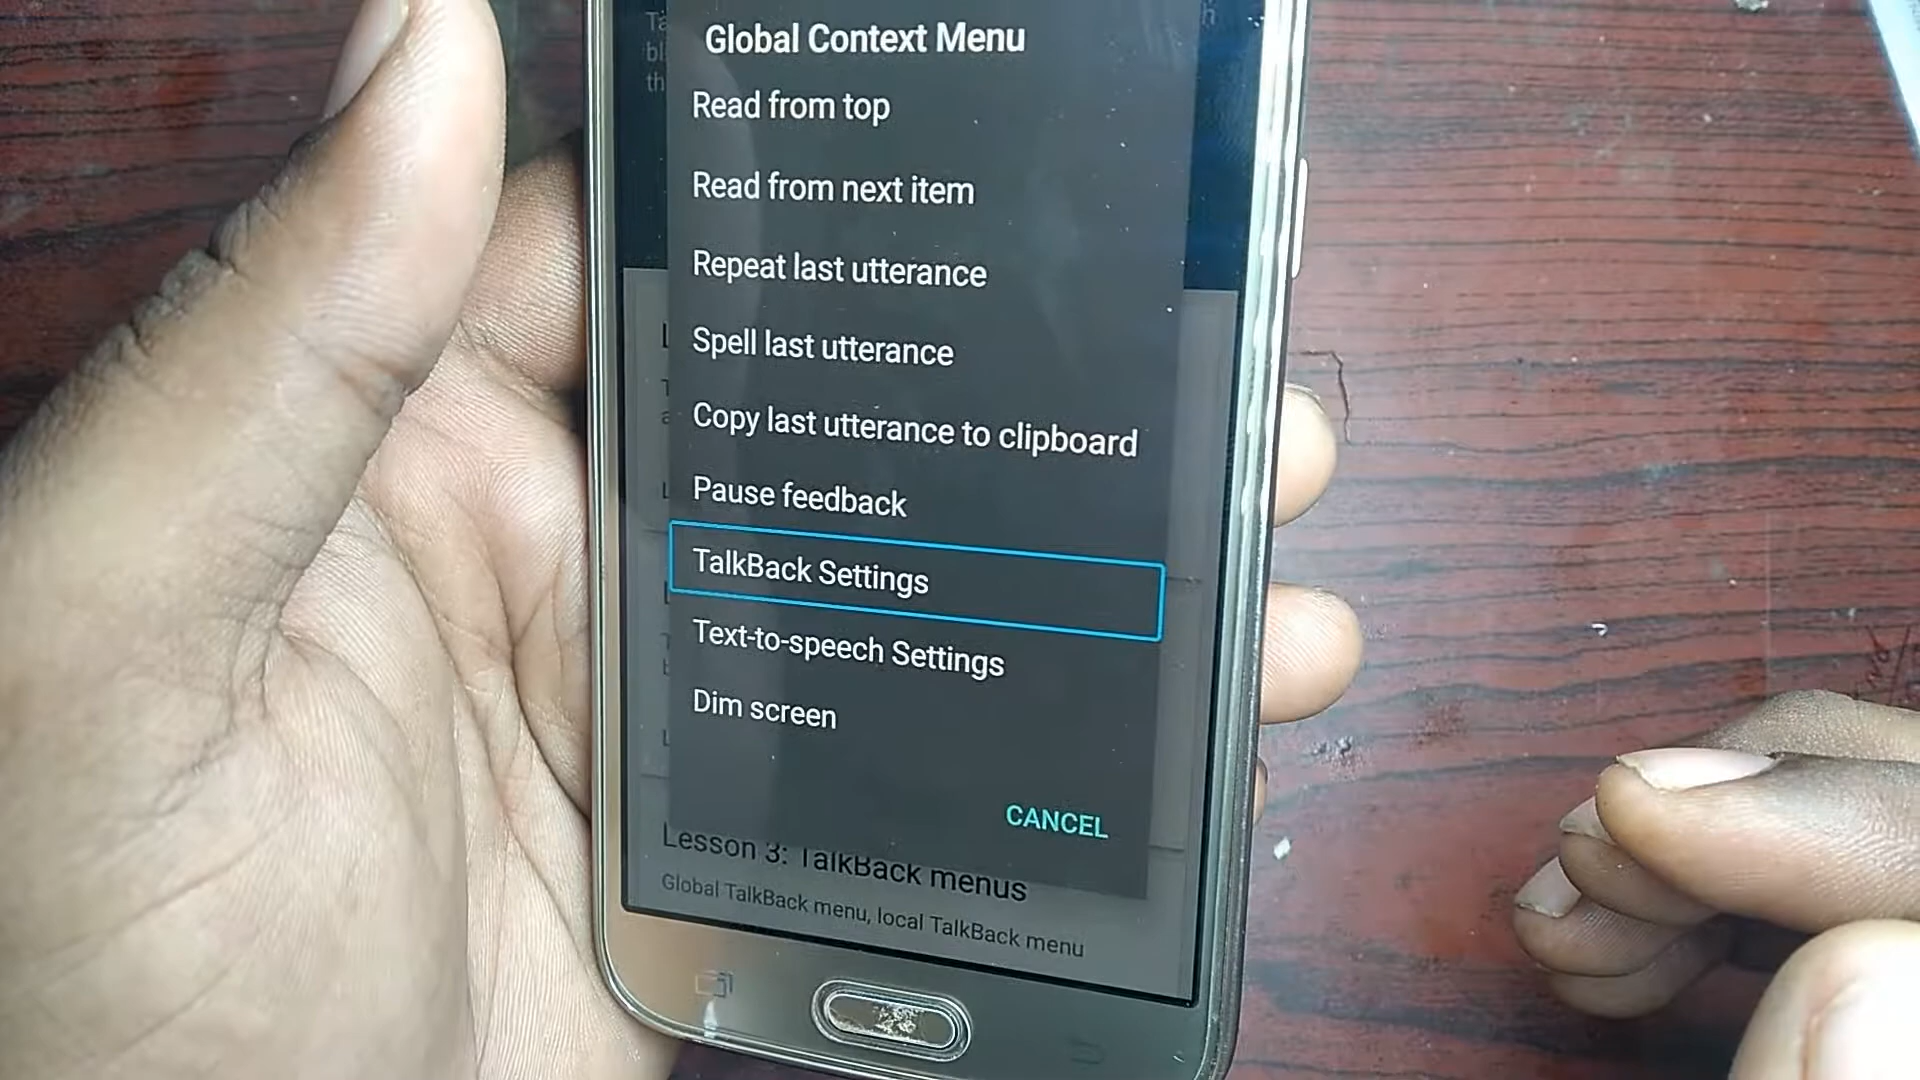 Global Context Menu
Read from top
Read from next item
Repeat last utterance
Spell last utterance
Copy last utterance to clipboard
Pause feedback
TalkBack Settings
Text-to-speech Settings
Dim screen
CANCEL
Lesson 3: TalkBack menus
Global TalkBack menu, local TalkBack menu